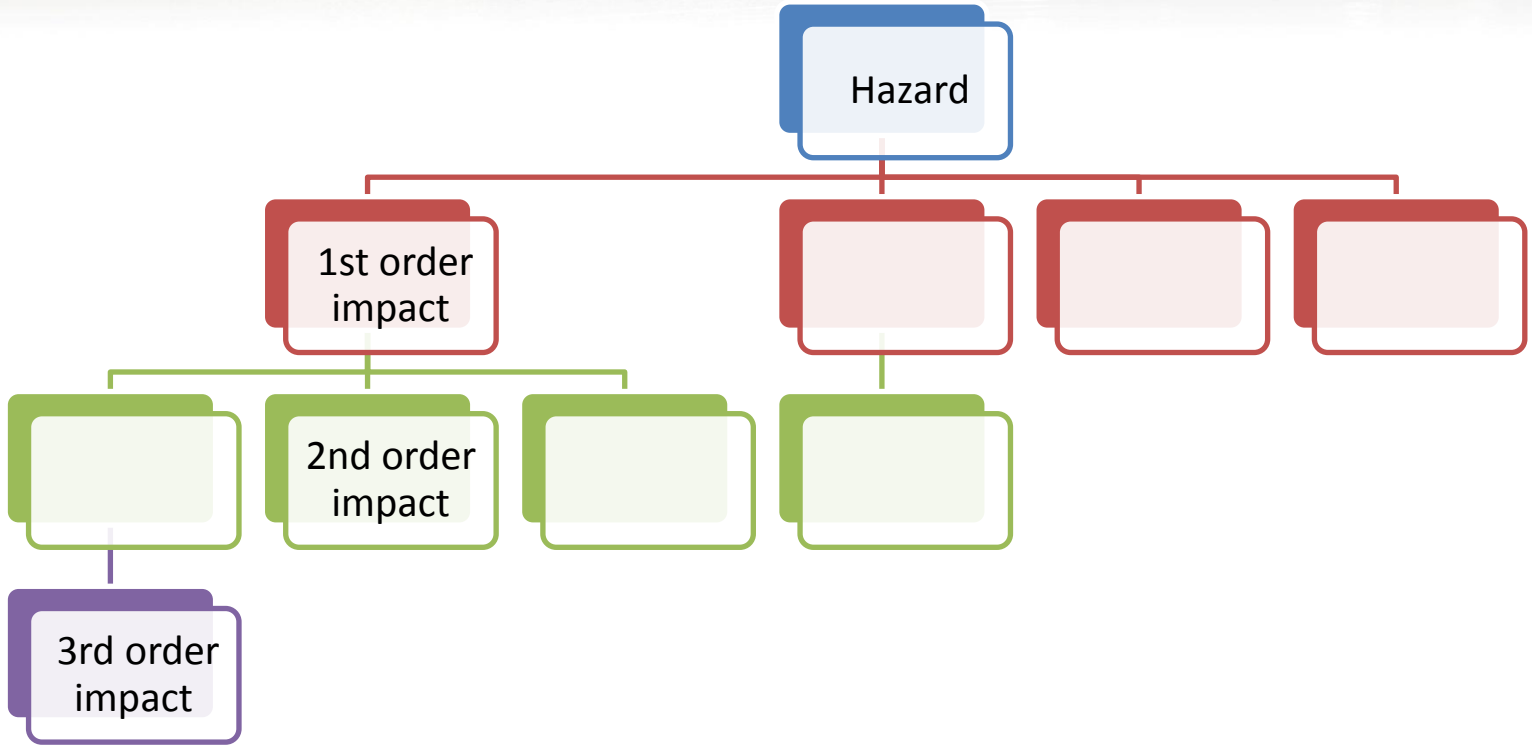 Hazard
1st order
impact
2nd order
impact
3rd order
impact